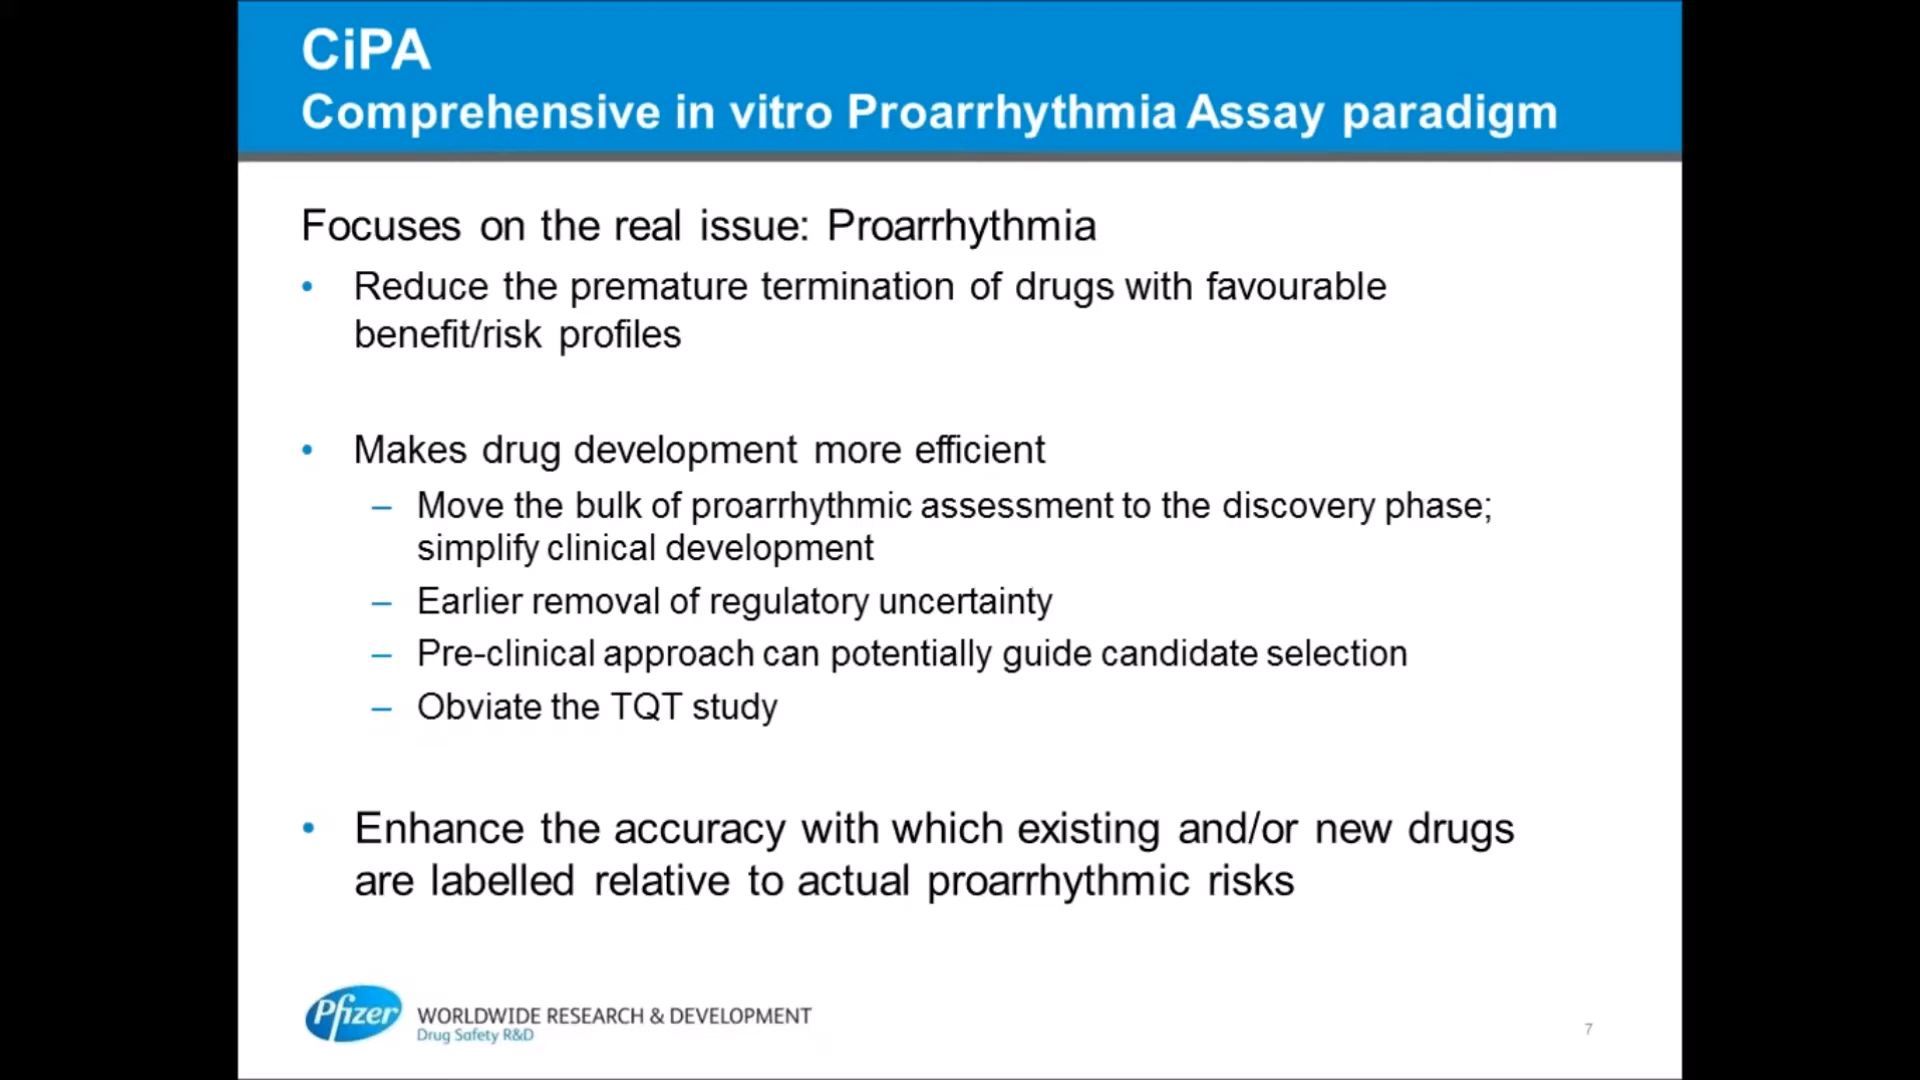 CiPA
Comprehensive in vitro Proarrhythmia Assay paradigm
Focuses on the real issue: Proarrhythmia
• Reduce the premature termination of drugs with favourable
benefit/risk profiles
• Makes drug development more efficient
– Move the bulk of proarrhythmic assessment to the discovery phase;
simplify clinical development
– Earlier removal of regulatory uncertainty
– Pre-clinical approach can potentially guide candidate selection
– Obviate the TQT study
• Enhance the accuracy with which existing and/or new drugs
are labelled relative to actual proarrhythmic risks
Pfizer
WORLDWIDE RESEARCH & DEVELOPMENT
Drug Safety R&D
7